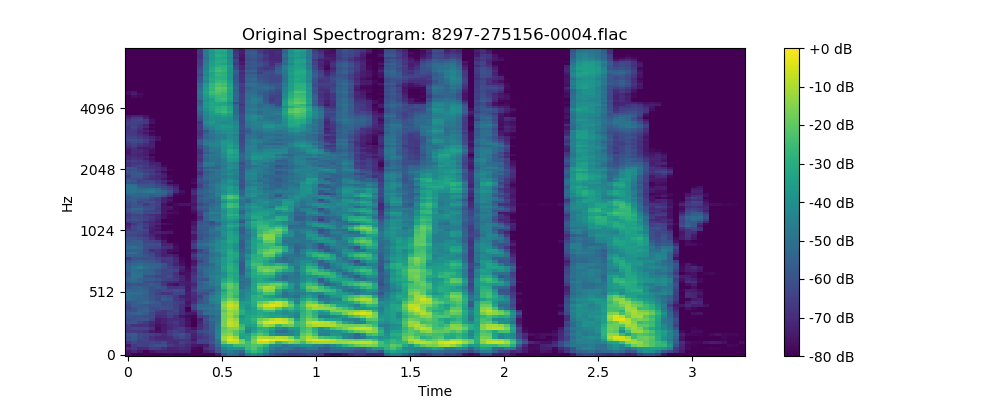 Original Spectrogram: 8297-275156-0004.flac
Hz
4096
2048
1024
512
0
0
0.5
1
1.5
2
2.5
3
Time
+0 dB
-10 dB
-20 dB
-30 dB
-40 dB
-50 dB
-60 dB
-70 dB
-80 dB